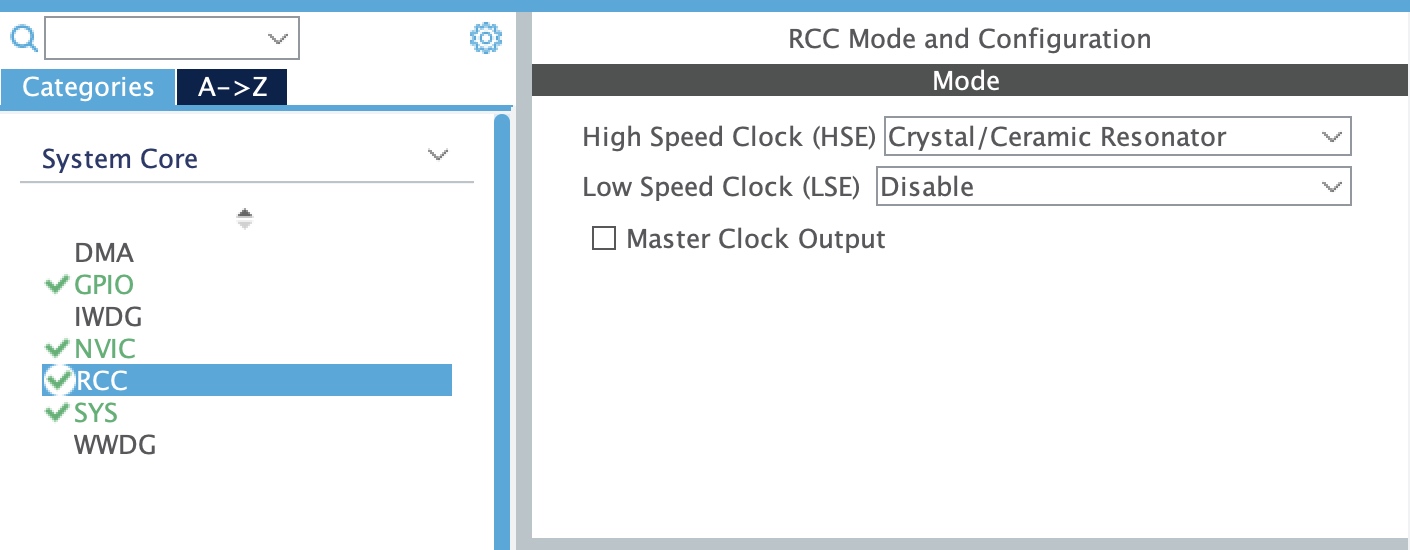 Categories
A->Z
System Core
DMA
GPIO
IWDG
NVIC
RCC
SYS
WWDG
RCC Mode and Configuration
Mode
High Speed Clock (HSE) Crystal/Ceramic Resonator
Low Speed Clock (LSE) Disable
Master Clock Output